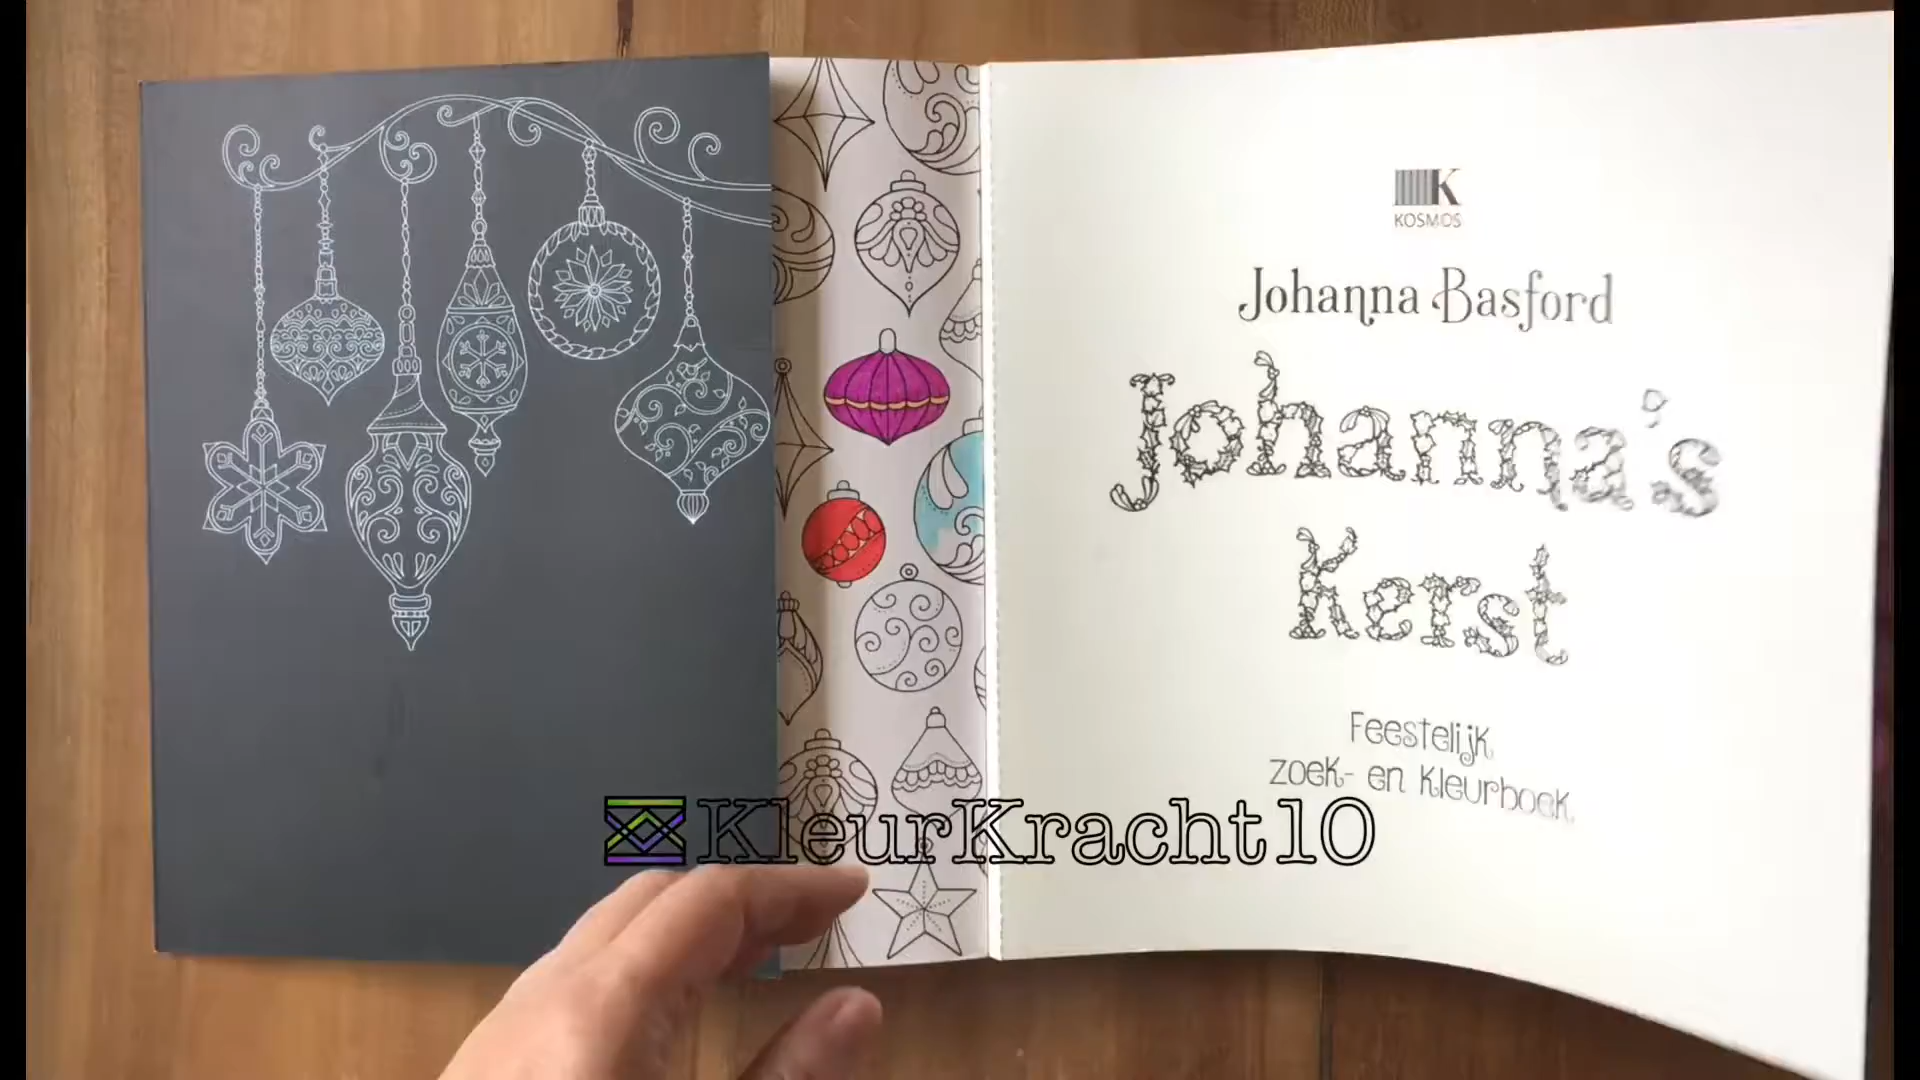 K
KOSMOS
Johanna Basford
Johanna's
Kerst
Feestelijk
zoek- en kleurboek
KleurKracht10